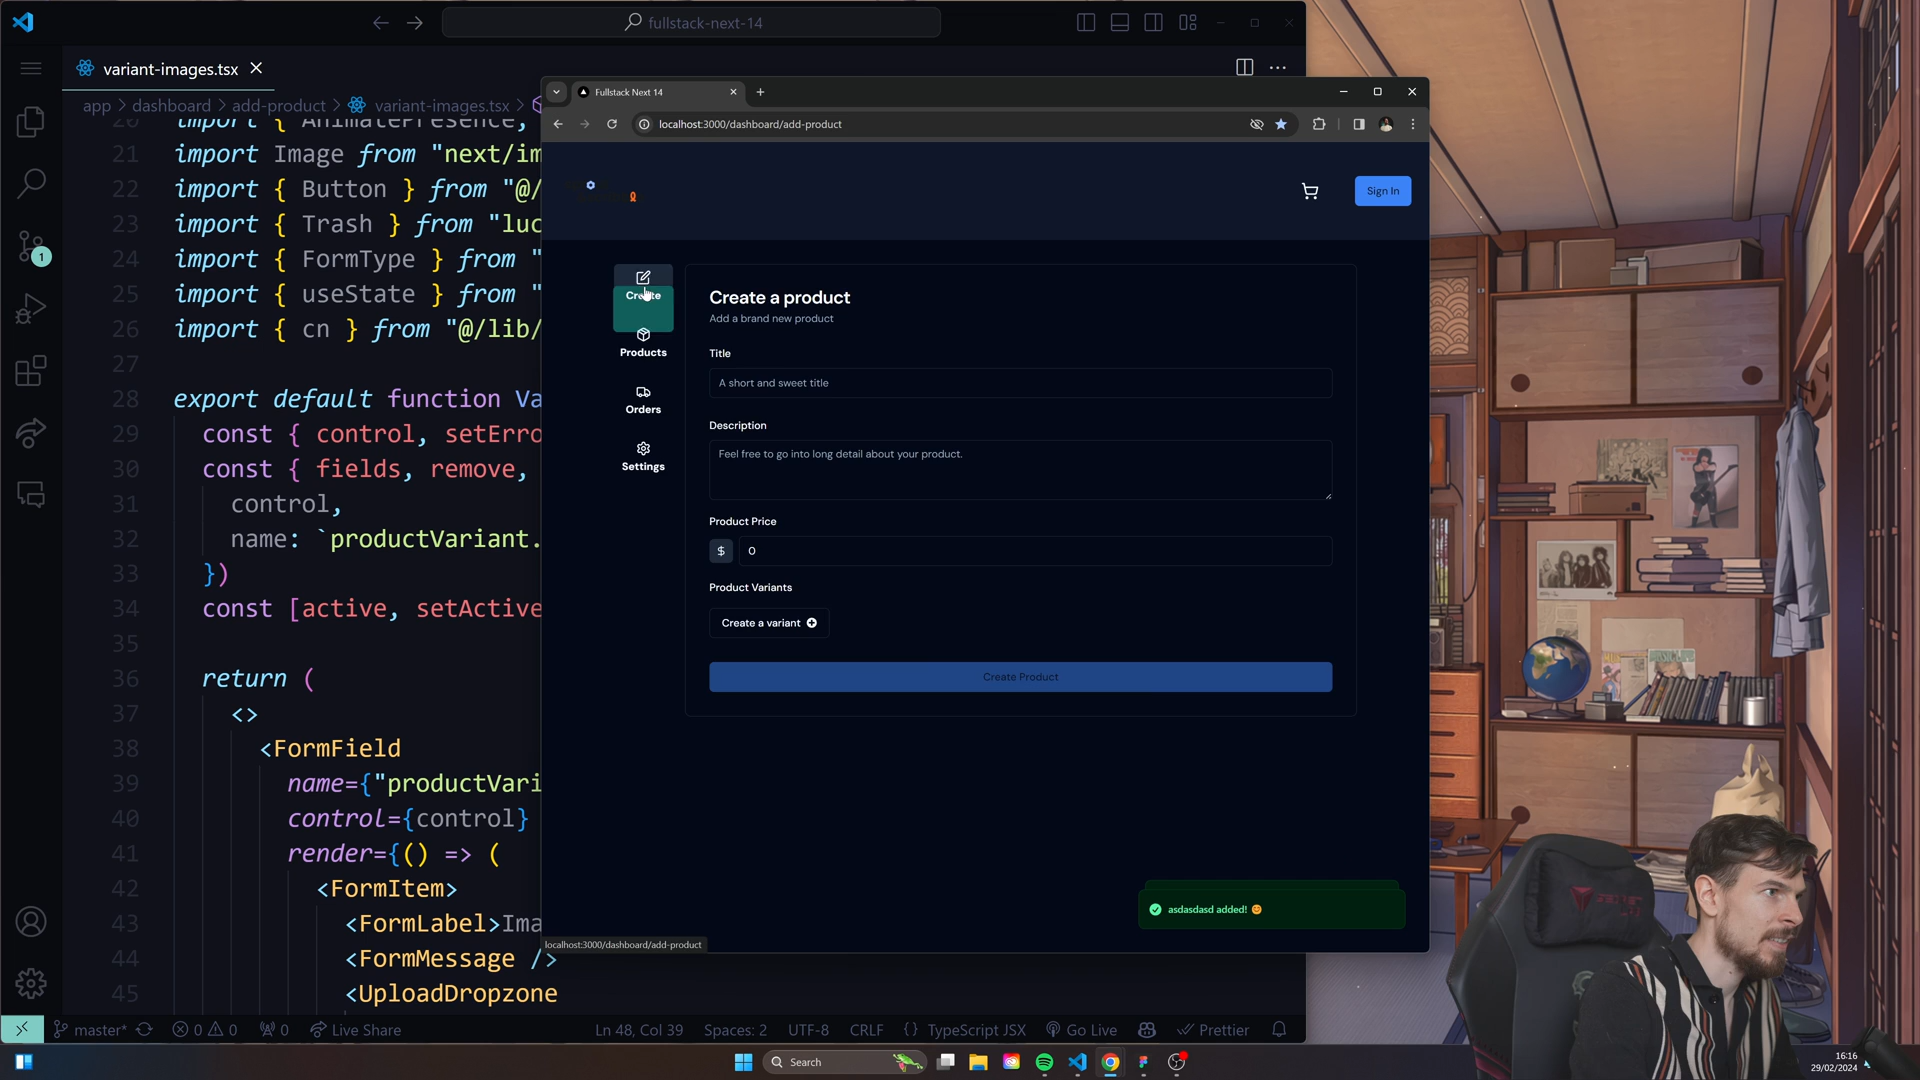 fullstack-next-14
variant-images.tsx
app > dashboard > add-product > variant-images.tsx >
20 import { AnimatePresence,
21 import Image from "next/im
22 import { Button } from "@/
23 import { Trash } from "luc
24 import { FormType } from "
25 import { useState } from "
26 import { cn } from "@/lib/
27
28 export default function Va
29 const { control, setErro
30 const { fields, remove,
31 control,
32 name: `productVariant.
33 })
34 const [active, setActive
35
36 return (
37 <>
38 <FormField
39 name={"productVari
40 control={control}
41 render={() => (
42 <FormItem>
43 <FormLabel>Ima
44 <FormMessage />
45 <UploadDropzone
1
master*
0 0
0
Live Share
Ln 48, Col 39
Spaces: 2
UTF-8
CRLF
{} TypeScript JSX
Go Live
Prettier
Fullstack Next 14
localhost:3000/dashboard/add-product
Sign In
Create
Products
Orders
Settings
Create a product
Add a brand new product
Title
A short and sweet title
Description
Feel free to go into long detail about your product.
Product Price
$ 0
Product Variants
Create a variant
Create Product
asdasdasd added! 😊
localhost:3000/dashboard/add-product
Search
16:16
29/02/2024